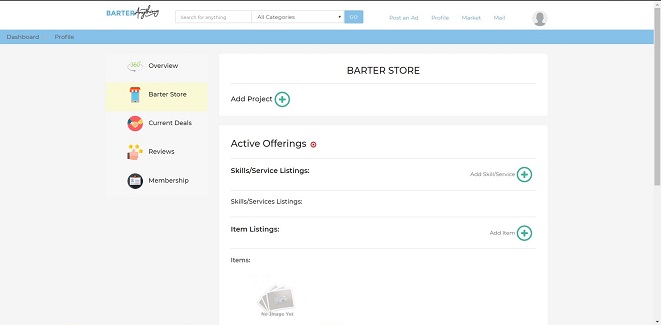 BARTER Anything
Search for anything
All Categories
GO
Post an Ad
Profile
Market
Mail
Dashboard
Profile
360°
Overview
Barter Store
Current Deals
Reviews
Membership
BARTER STORE
Add Project
Active Offerings
Skills/Service Listings:
Add Skill/Service
Skills/Services Listings:
Item Listings:
Add Item
Items:
No Image Yet